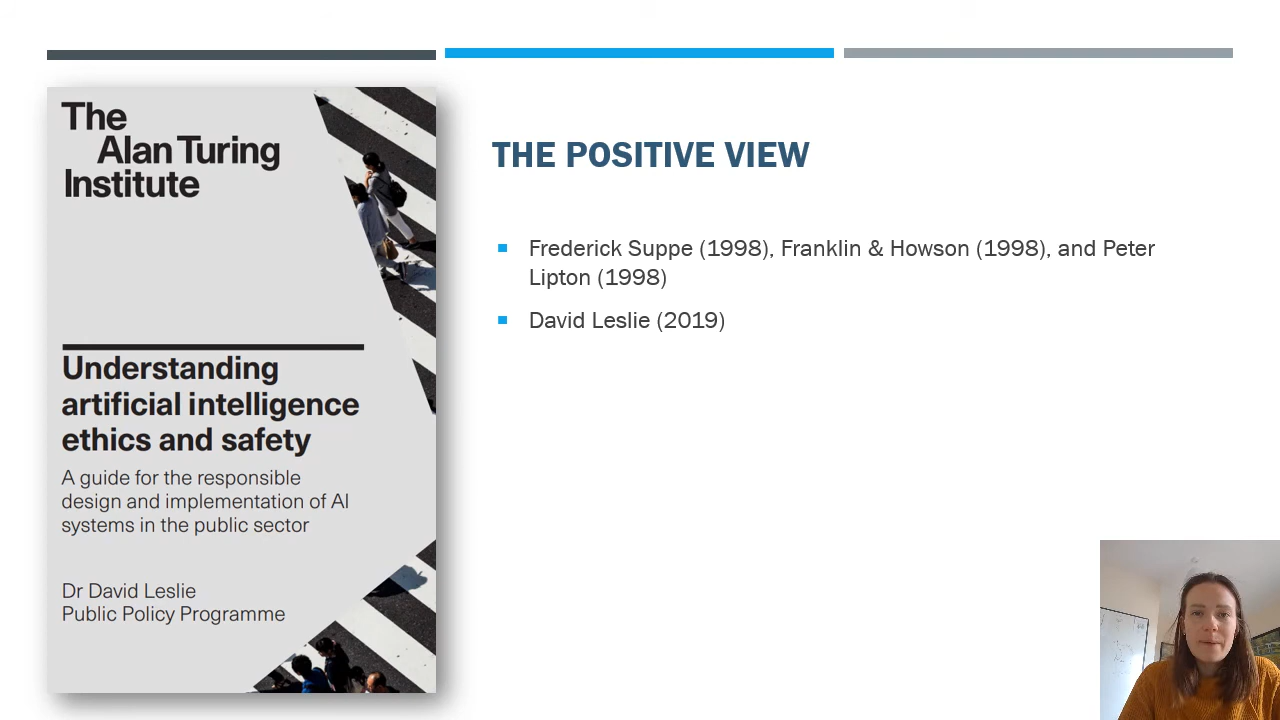 The
Alan Turing
Institute
Understanding
artificial intelligence
ethics and safety
A guide for the responsible
design and implementation of AI
systems in the public sector
Dr David Leslie
Public Policy Programme
THE POSITIVE VIEW
Frederick Suppe (1998), Franklin & Howson (1998), and Peter
Lipton (1998)
David Leslie (2019)